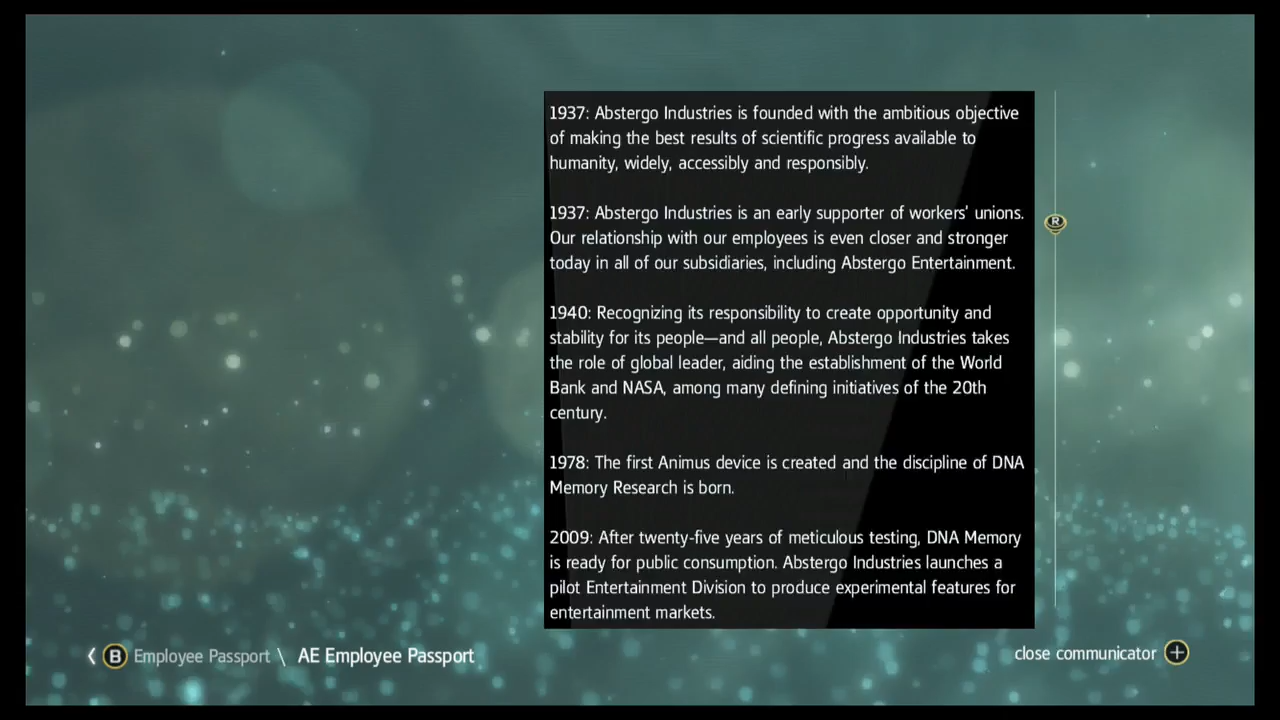 1937: Abstergo Industries is founded with the ambitious objective
of making the best results of scientific progress available to
humanity, widely, accessibly and responsibly.
1937: Abstergo Industries is an early supporter of workers' unions.
Our relationship with our employees is even closer and stronger
today in all of our subsidiaries, including Abstergo Entertainment.
R
1940: Recognizing its responsibility to create opportunity and
stability for its people—and all people, Abstergo Industries takes
the role of global leader, aiding the establishment of the World
Bank and NASA, among many defining initiatives of the 20th
century.
1978: The first Animus device is created and the discipline of DNA
Memory Research is born.
2009: After twenty-five years of meticulous testing, DNA Memory
is ready for public consumption. Abstergo Industries launches a
pilot Entertainment Division to produce experimental features for
entertainment markets.
B Employee Passport \ AE Employee Passport
close communicator +